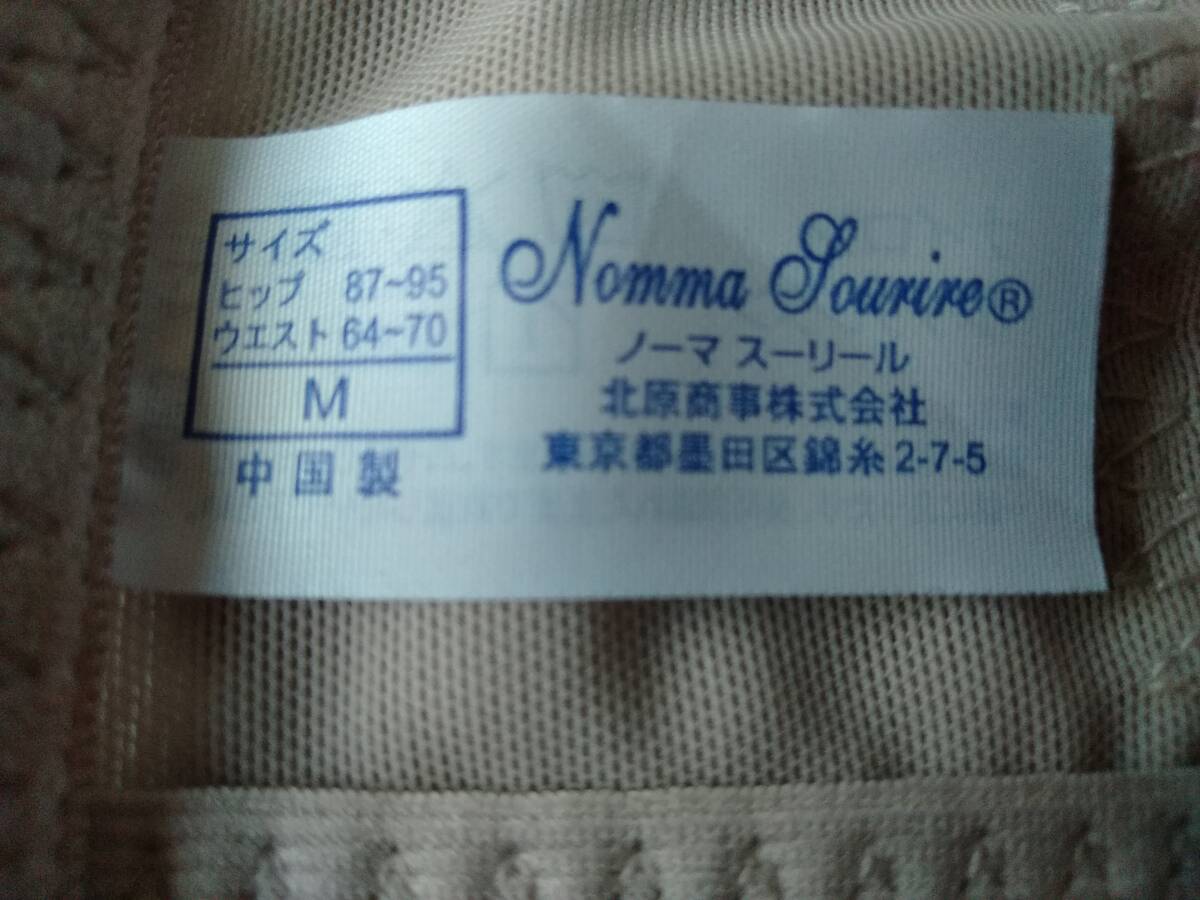 サイズ
ヒップ 87~95
ウエスト 64~70
M
中国製
Nomma Sourire®
ノーマ スーリール
北原商事株式会社
東京都墨田区錦糸2-7-5